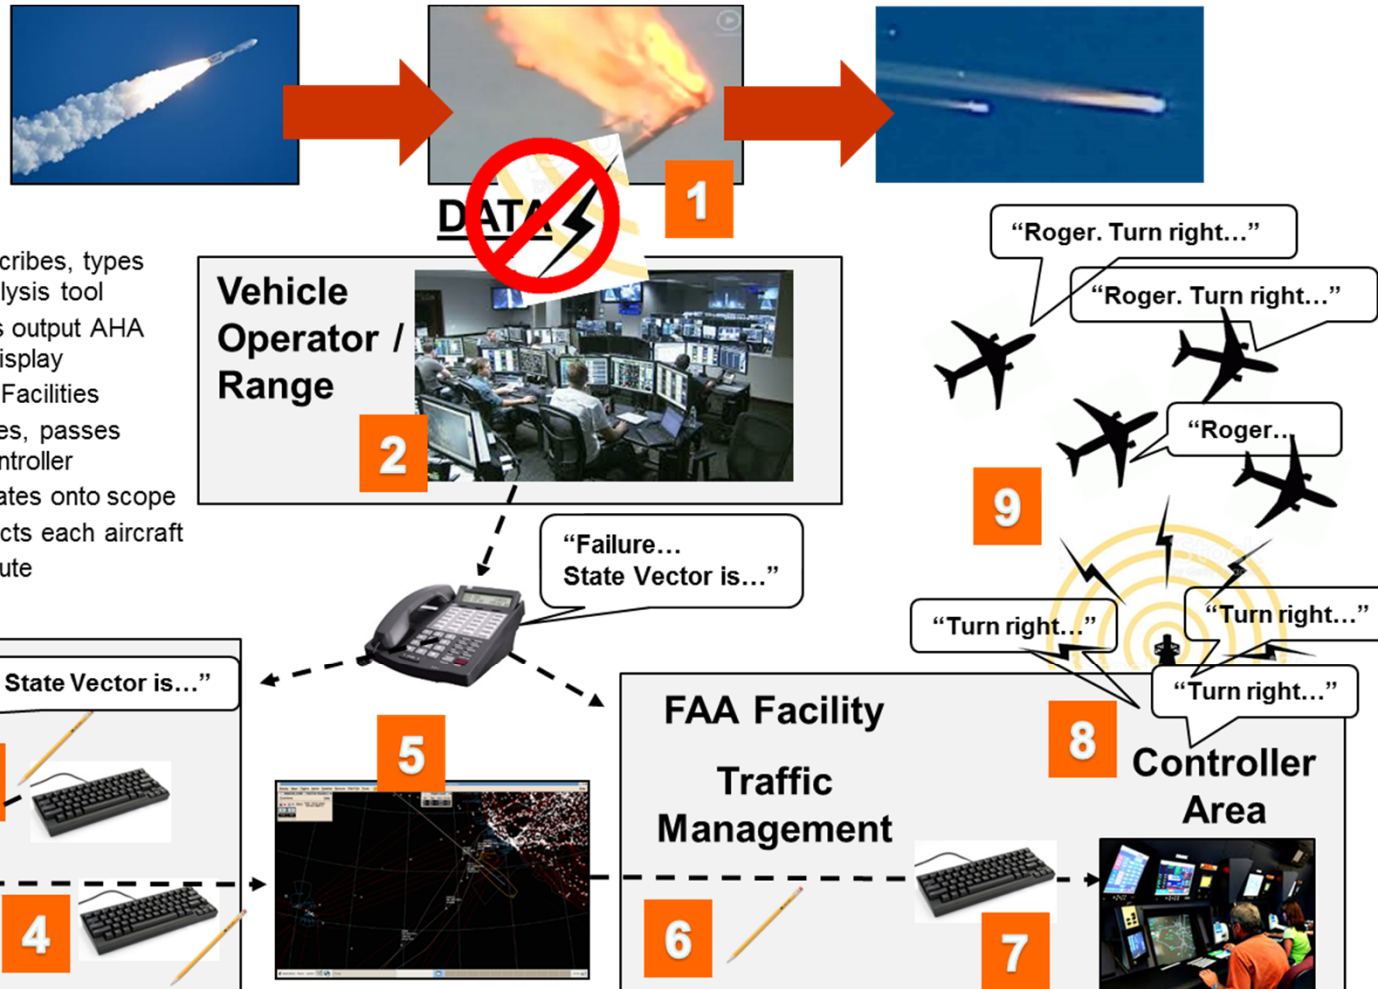 DATA
1
“Roger. Turn right...”
“Roger. Turn right...”
“Roger...
9
cribes, types
lysis tool
s output AHA
isplay
Facilities
es, passes
ntroller
ates onto scope
cts each aircraft
ute
Vehicle
Operator /
Range
2
“Failure...
State Vector is...”
“Turn right...”
“Turn right...”
“Turn right...”
State Vector is...”
4
5
FAA Facility
Traffic
Management
6
7
8
Controller
Area